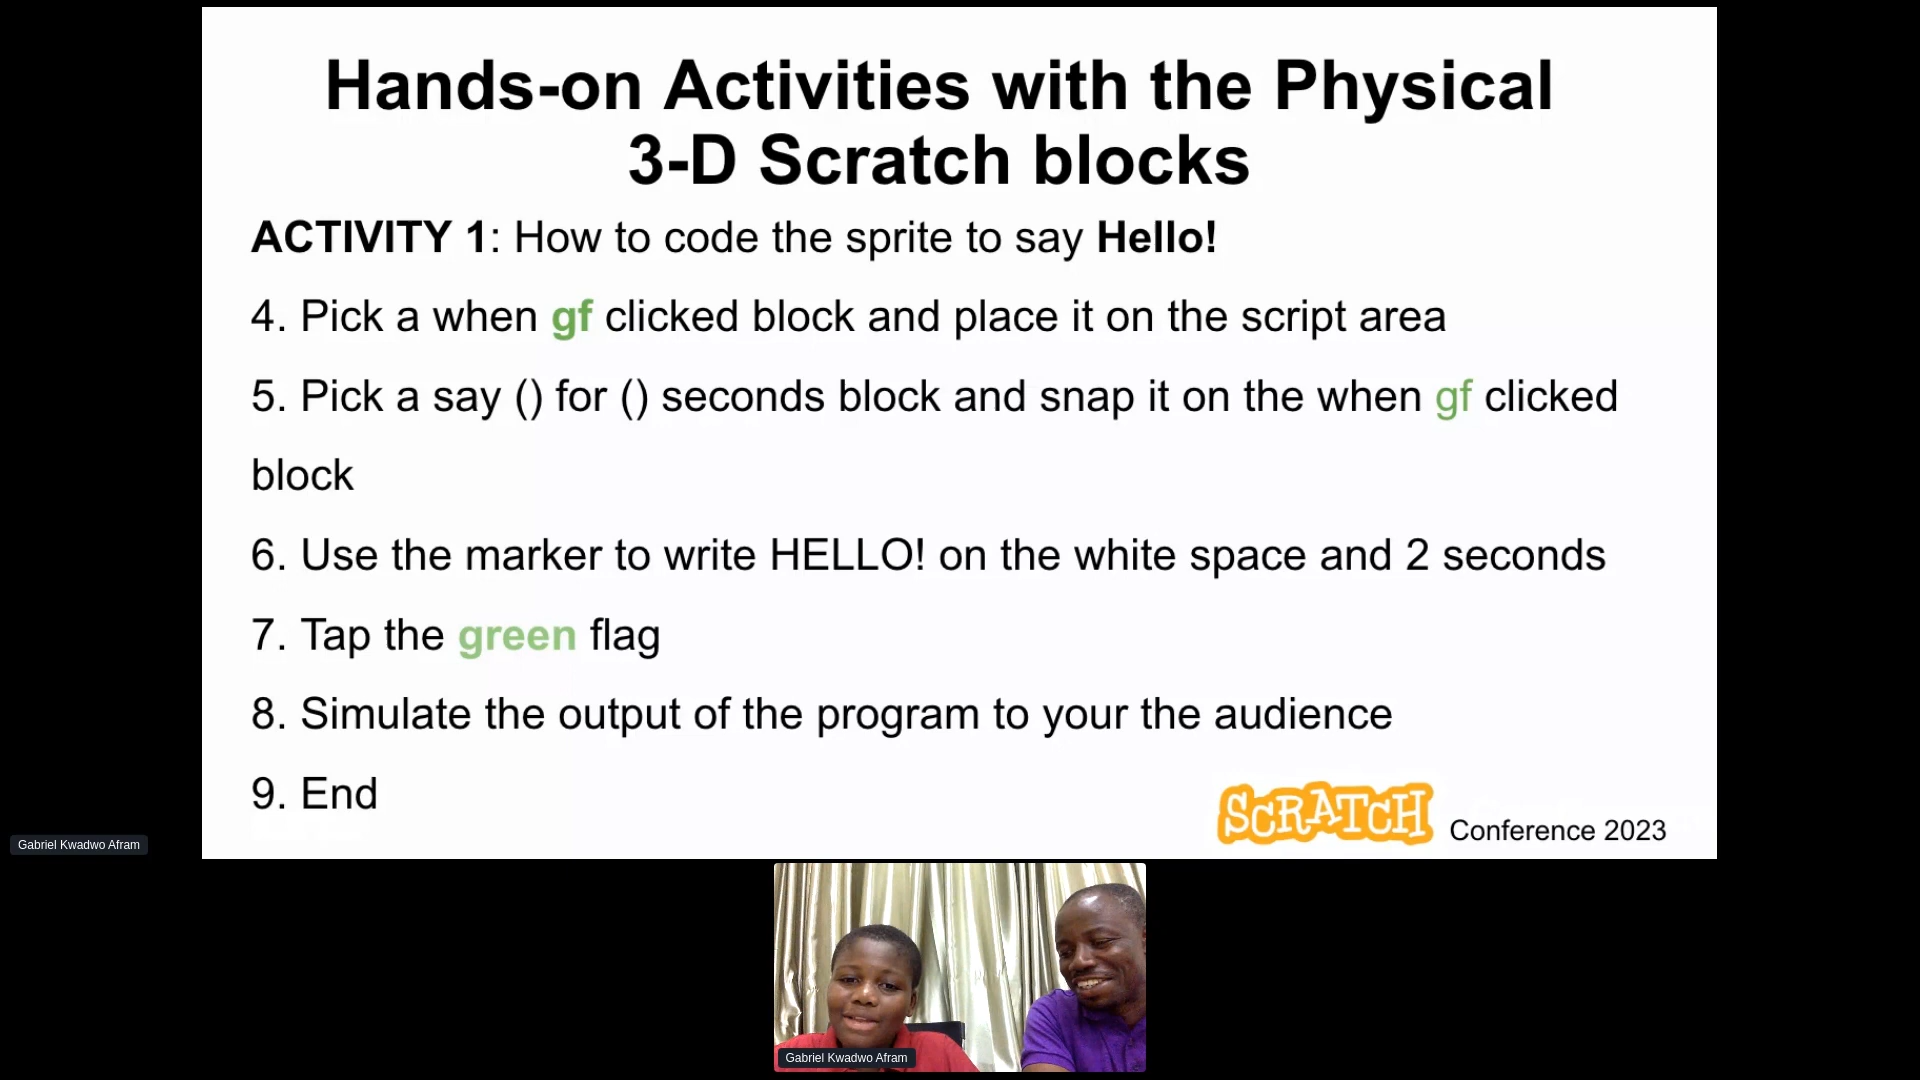 Hands-on Activities with the Physical
3-D Scratch blocks
ACTIVITY 1: How to code the sprite to say Hello!
4. Pick a when gf clicked block and place it on the script area
5. Pick a say () for () seconds block and snap it on the when gf clicked
block
6. Use the marker to write HELLO! on the white space and 2 seconds
7. Tap the green flag
8. Simulate the output of the program to your the audience
9. End
SCRATCH Conference 2023
Gabriel Kwadwo Afram
Gabriel Kwadwo Afram